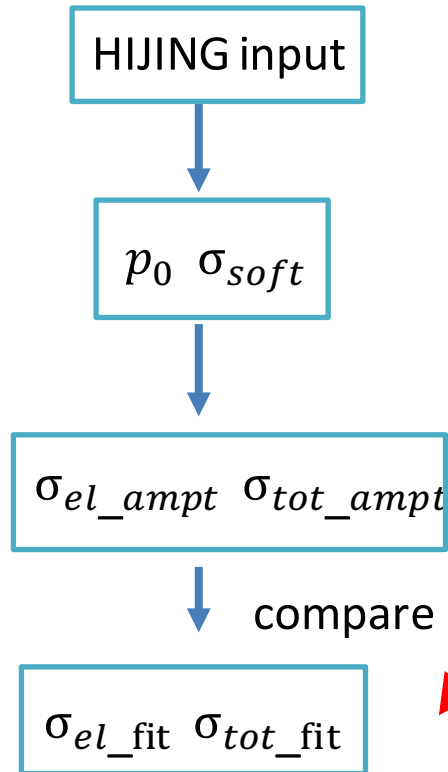 HIJING input
p₀ σ_soft
σ_el_ampt σ_tot_ampt
compare
σ_el_fit σ_tot_fit